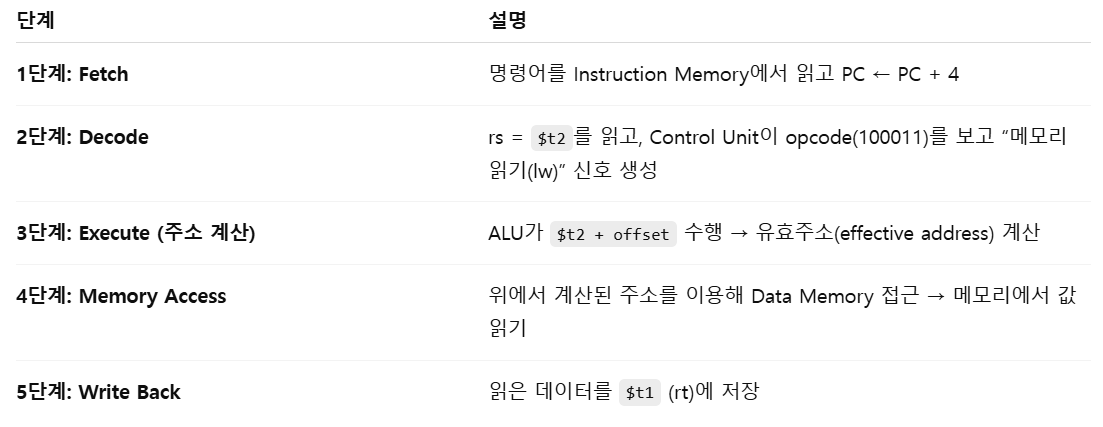 단계 설명
1단계: Fetch 명령어를 Instruction Memory에서 읽고 PC ← PC + 4
2단계: Decode rs = $t2를 읽고, Control Unit이 opcode(100011)를 보고 “메모리
읽기(lw)” 신호 생성
3단계: Execute (주소 계산) ALU가 $t2 + offset 수행 → 유효주소(effective address) 계산
4단계: Memory Access 위에서 계산된 주소를 이용해 Data Memory 접근 → 메모리에서 값
읽기
5단계: Write Back 읽은 데이터를 $t1 (rt)에 저장